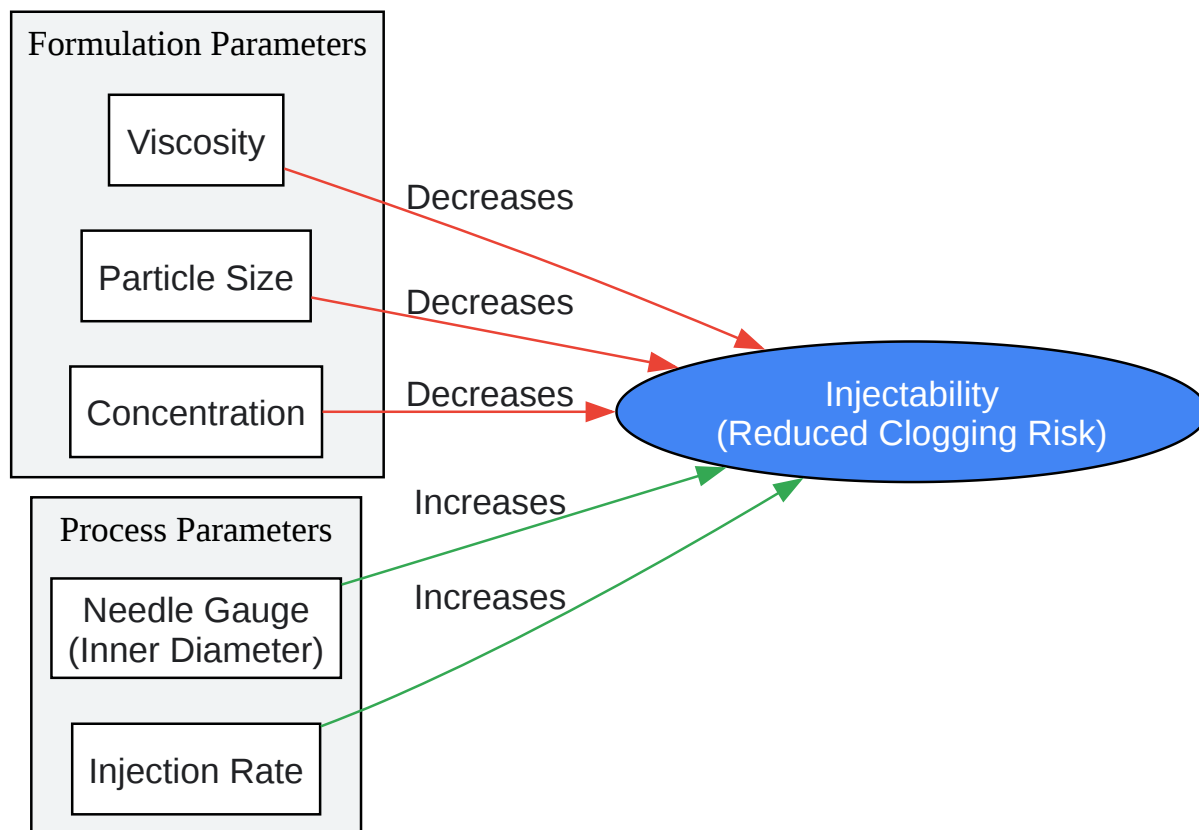 Formulation Parameters
Viscosity
Decreases
Particle Size
Decreases
Concentration
Decreases
Injectability
(Reduced Clogging Risk)
Process Parameters
Increases
Needle Gauge
(Inner Diameter)
Increases
Injection Rate